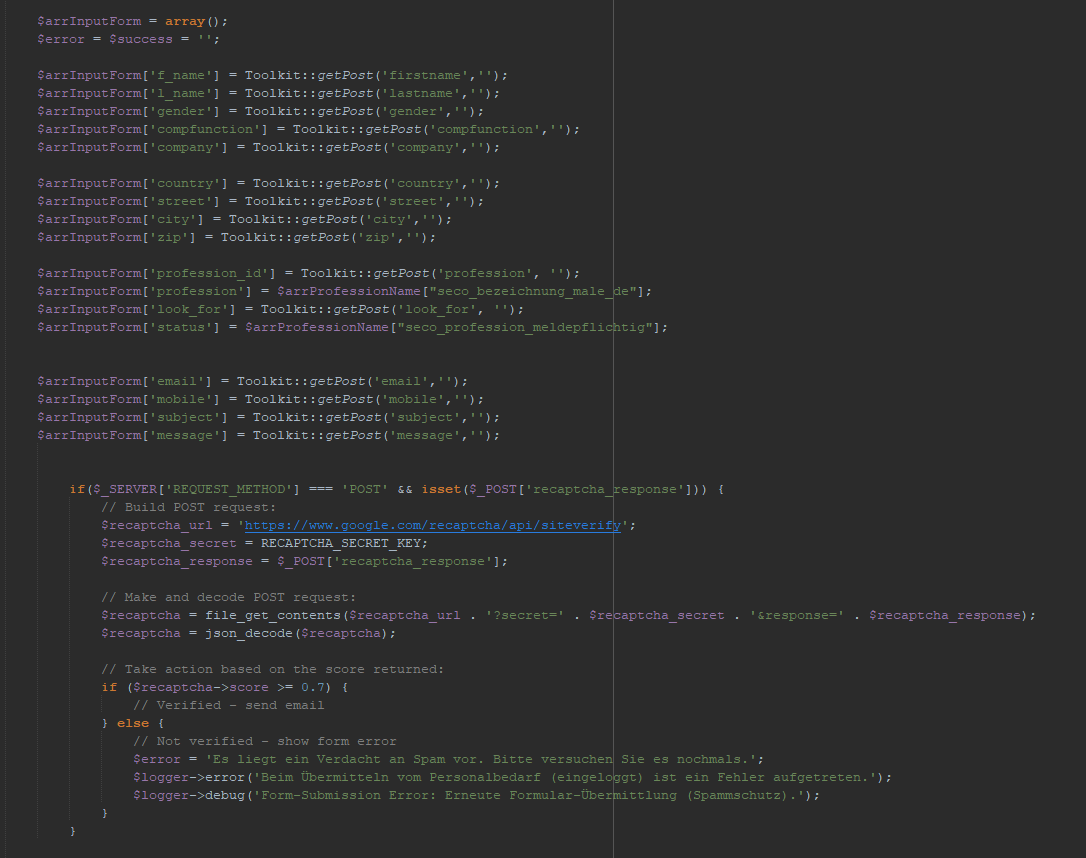 $arrInputForm = array();
$error = $success = '';
$arrInputForm['f_name'] = Toolkit::getPost('firstname','');
$arrInputForm['l_name'] = Toolkit::getPost('lastname','');
$arrInputForm['gender'] = Toolkit::getPost('gender','');
$arrInputForm['compfunction'] = Toolkit::getPost('compfunction','');
$arrInputForm['company'] = Toolkit::getPost('company','');
$arrInputForm['country'] = Toolkit::getPost('country','');
$arrInputForm['street'] = Toolkit::getPost('street','');
$arrInputForm['city'] = Toolkit::getPost('city','');
$arrInputForm['zip'] = Toolkit::getPost('zip','');
$arrInputForm['profession_id'] = Toolkit::getPost('profession', '');
$arrInputForm['profession'] = $arrProfessionName["seco_bezeichnung_male_de"];
$arrInputForm['look_for'] = Toolkit::getPost('look_for', '');
$arrInputForm['status'] = $arrProfessionName["seco_profession_meldepflichtig"];
$arrInputForm['email'] = Toolkit::getPost('email','');
$arrInputForm['mobile'] = Toolkit::getPost('mobile','');
$arrInputForm['subject'] = Toolkit::getPost('subject','');
$arrInputForm['message'] = Toolkit::getPost('message','');
if($_SERVER['REQUEST_METHOD'] === 'POST' && isset($_POST['recaptcha_response'])) {
// Build POST request:
$recaptcha_url = 'https://www.google.com/recaptcha/api/siteverify';
$recaptcha_secret = RECAPTCHA_SECRET_KEY;
$recaptcha_response = $_POST['recaptcha_response'];
// Make and decode POST request:
$recaptcha = file_get_contents($recaptcha_url . '?secret=' . $recaptcha_secret . '&response=' . $recaptcha_response);
$recaptcha = json_decode($recaptcha);
// Take action based on the score returned:
if ($recaptcha->score >= 0.7) {
// Verified - send email
} else {
// Not verified - show form error
$error = 'Es liegt ein Verdacht an Spam vor. Bitte versuchen Sie es nochmals.';
$logger->error('Beim Übermitteln vom Personalbedarf (eingeloggt) ist ein Fehler aufgetreten.');
$logger->debug('Form-Submission Error: Erneute Formular-Übermittlung (Spammschutz).');
}
}